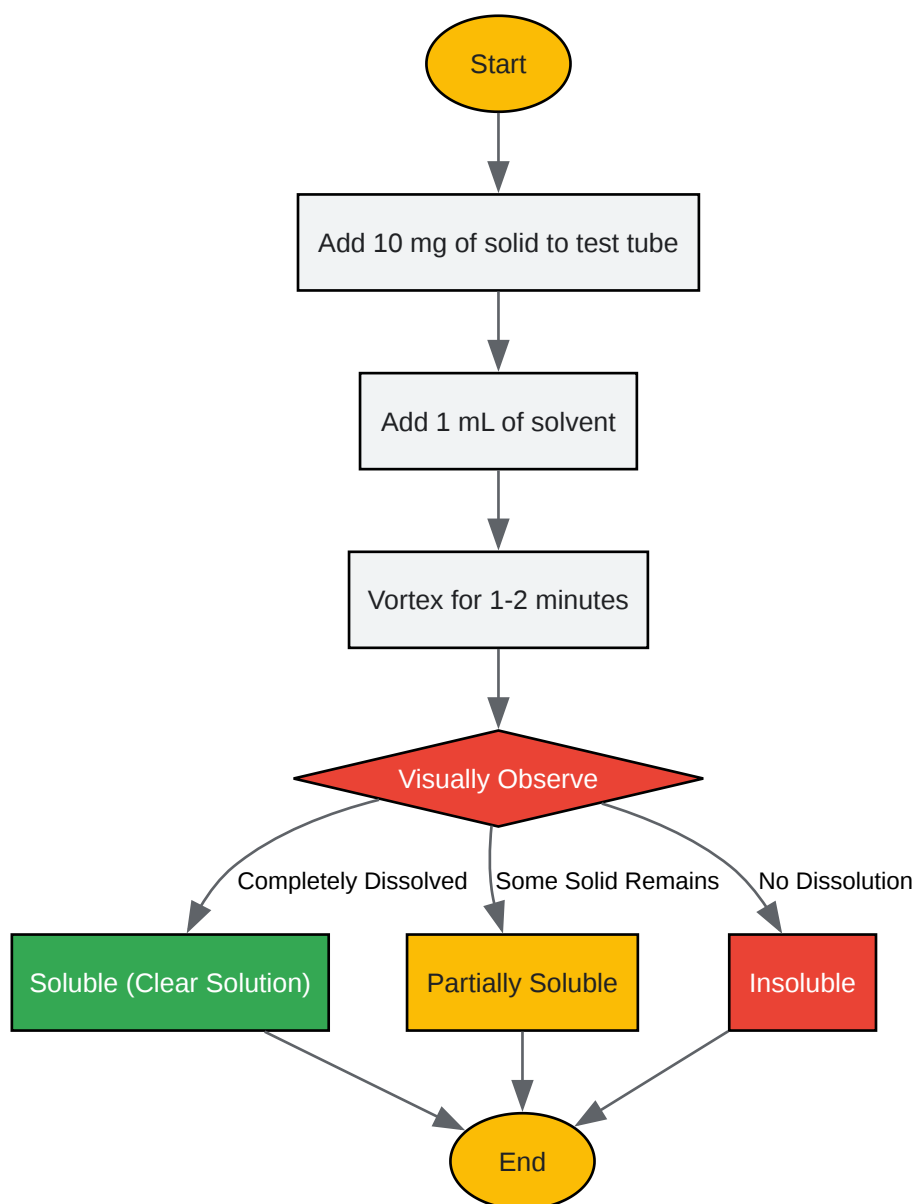 Start
Add 10 mg of solid to test tube
Add 1 mL of solvent
Vortex for 1-2 minutes
Visually Observe
Completely Dissolved
Some Solid Remains
No Dissolution
Soluble (Clear Solution)
Partially Soluble
Insoluble
End